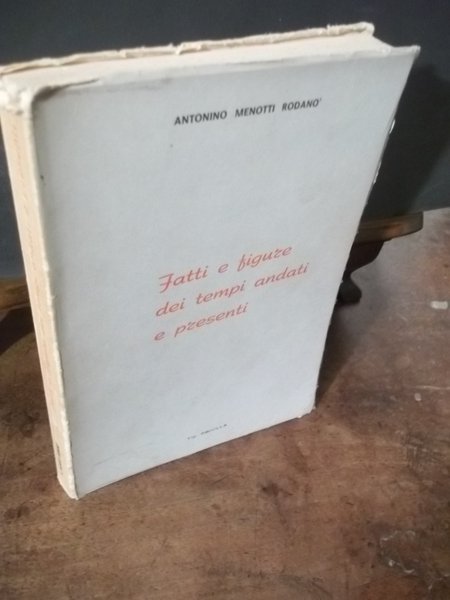 ANTONINO MENOTTI RODANO'
Fatti e figure
dei tempi andati
e presenti